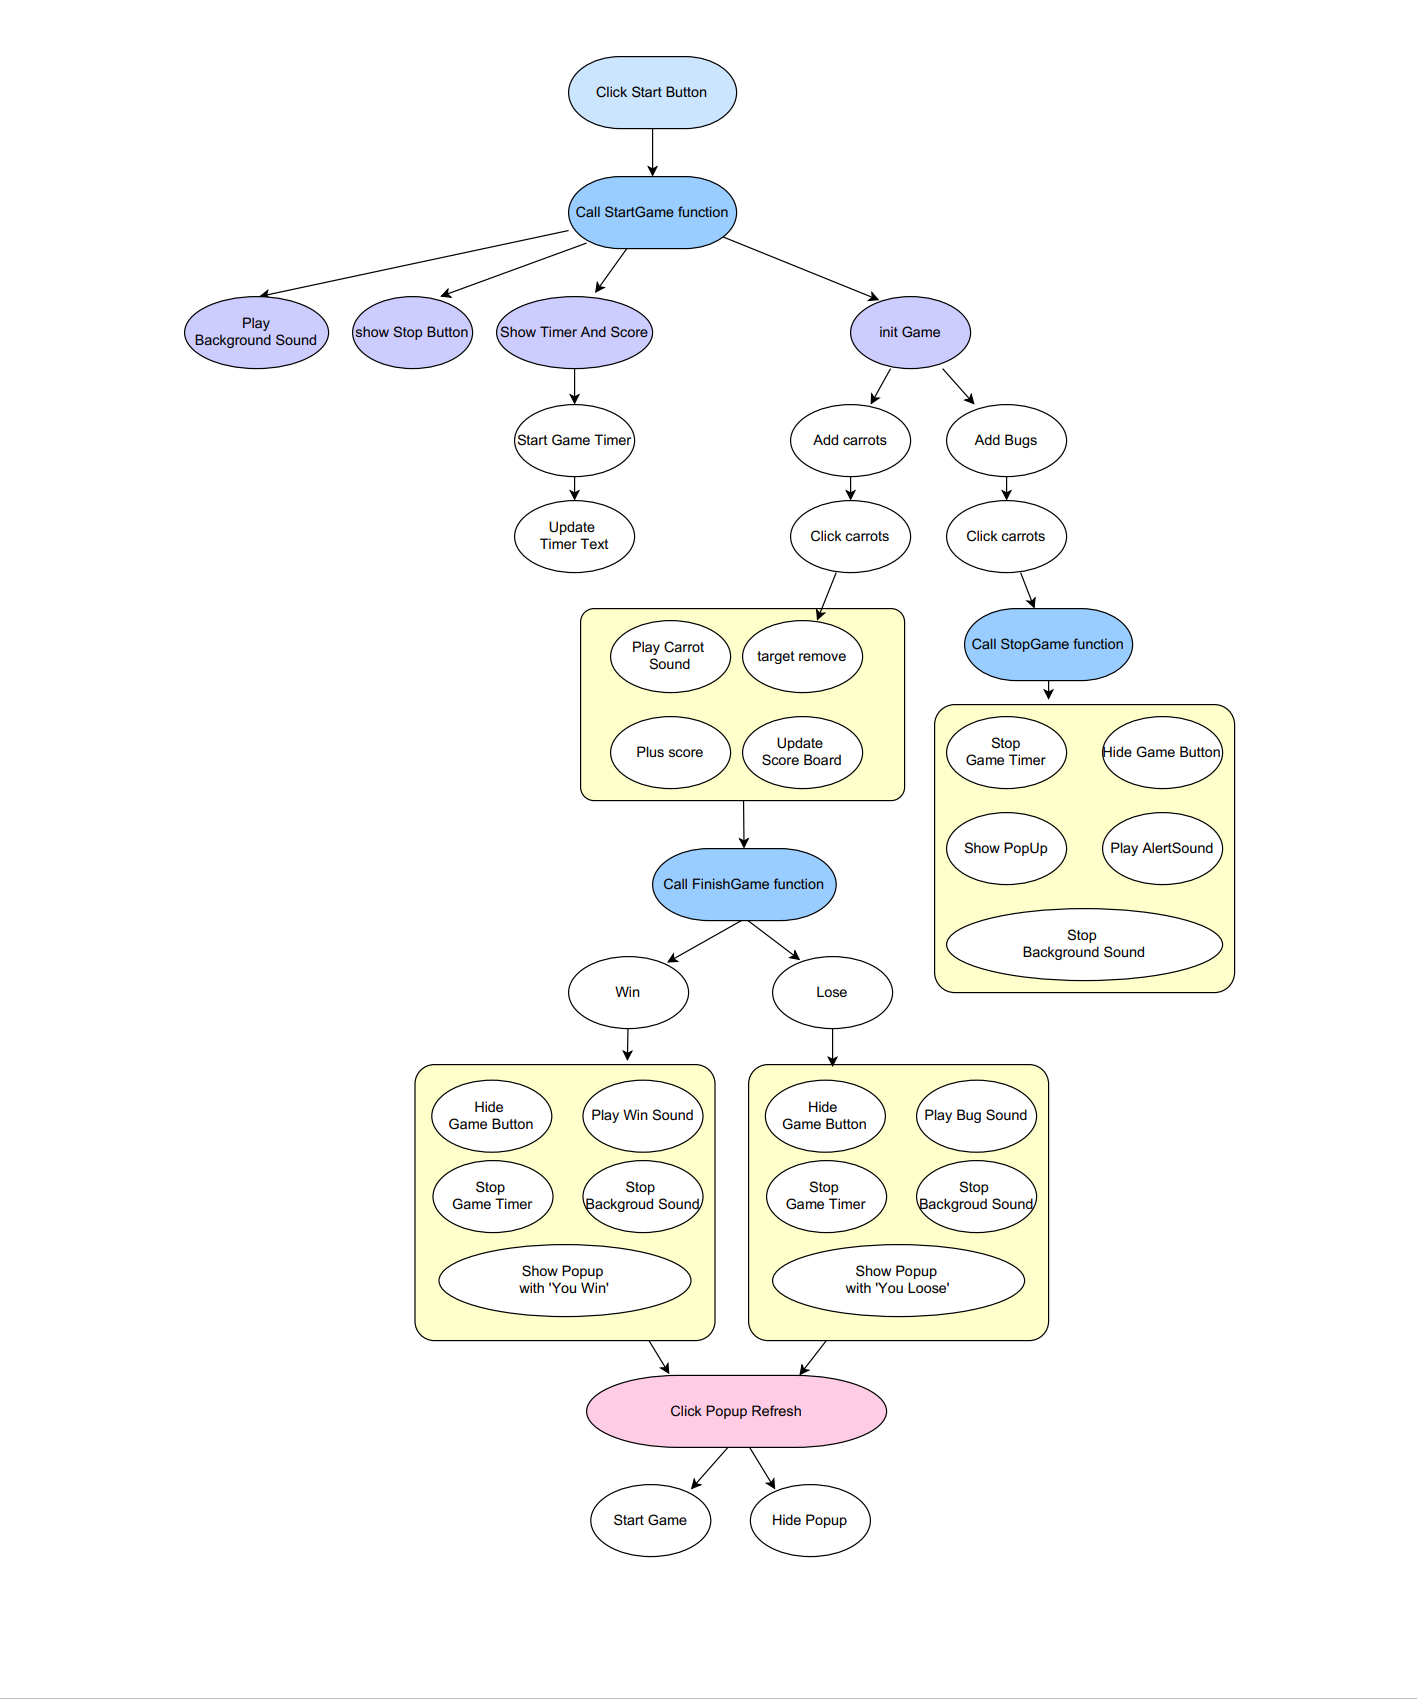 Click Start Button
Call StartGame function
Play
Background Sound
show Stop Button
Show Timer And Score
init Game
Start Game Timer
Add carrots
Add Bugs
Update
Timer Text
Click carrots
Click carrots
Play Carrot
Sound
target remove
Call StopGame function
Plus score
Update
Score Board
Stop
Game Timer
Hide Game Button
Show PopUp
Play AlertSound
Call FinishGame function
Stop
Background Sound
Win
Lose
Hide
Game Button
Play Win Sound
Stop
Game Timer
Stop
Backgroud Sound
Show Popup
with 'You Win'
Hide
Game Button
Play Bug Sound
Stop
Game Timer
Stop
Backgroud Sound
Show Popup
with 'You Loose'
Click Popup Refresh
Start Game
Hide Popup